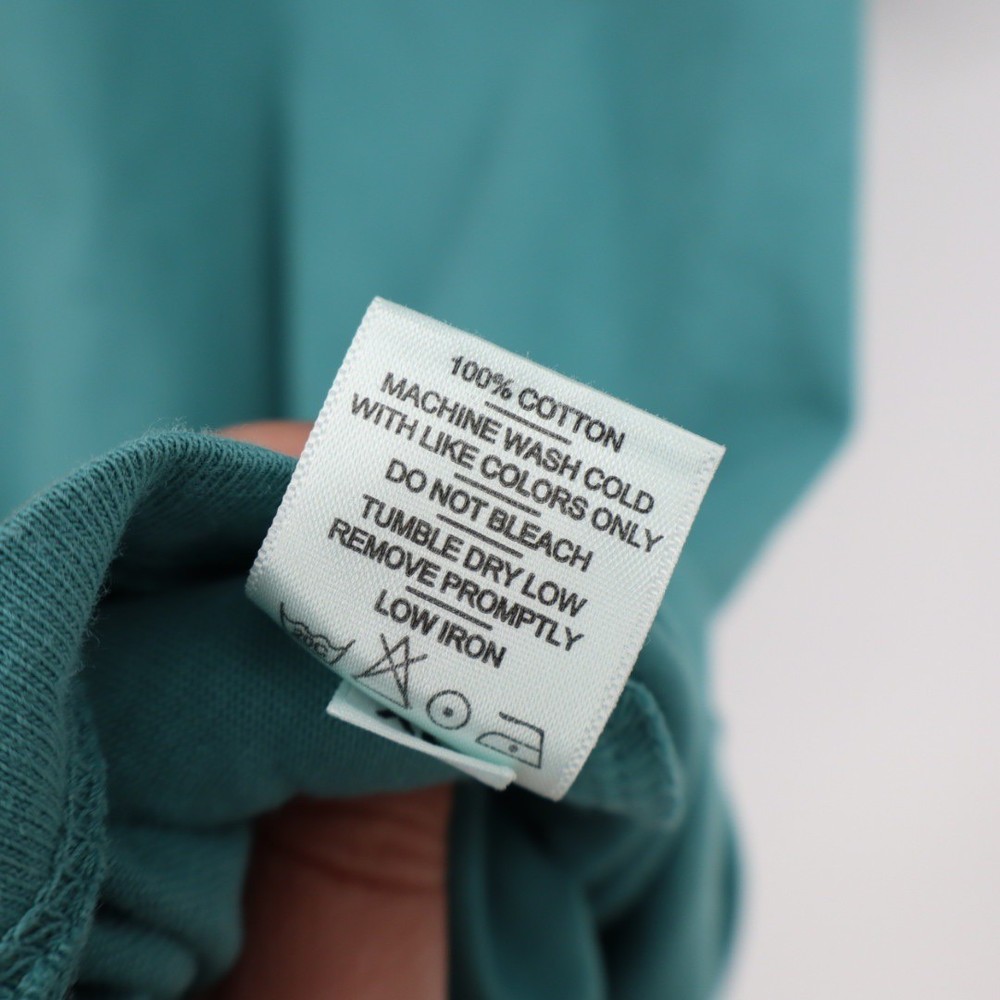 100% COTTON
MACHINE WASH COLD
WITH LIKE COLORS ONLY
DO NOT BLEACH
TUMBLE DRY LOW
REMOVE PROMPTLY
LOW IRON